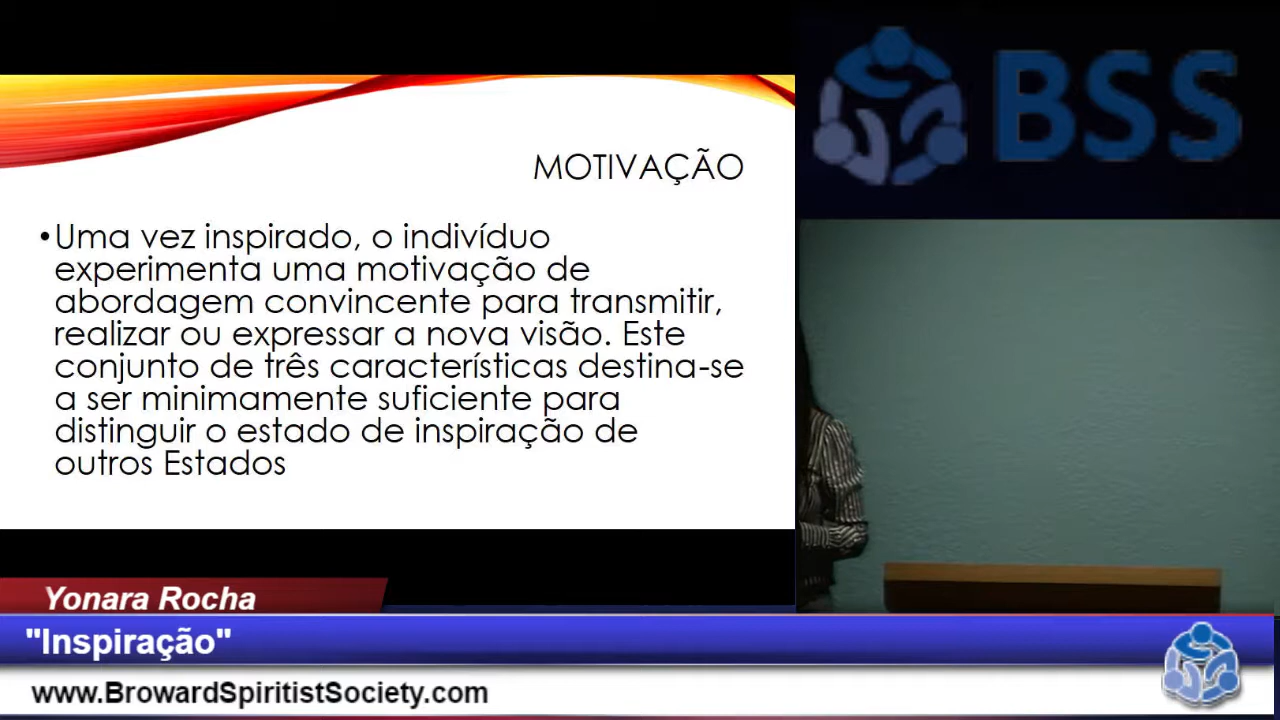 BSS
MOTIVAÇÃO
•Uma vez inspirado, o indivíduo
experimenta uma motivação de
abordagem convincente para transmitir,
realizar ou expressar a nova visão. Este
conjunto de três características destina-se
a ser minimamente suficiente para
distinguir o estado de inspiração de
outros Estados
Yonara Rocha
"Inspiração"
www.BrowardSpiritistSociety.com